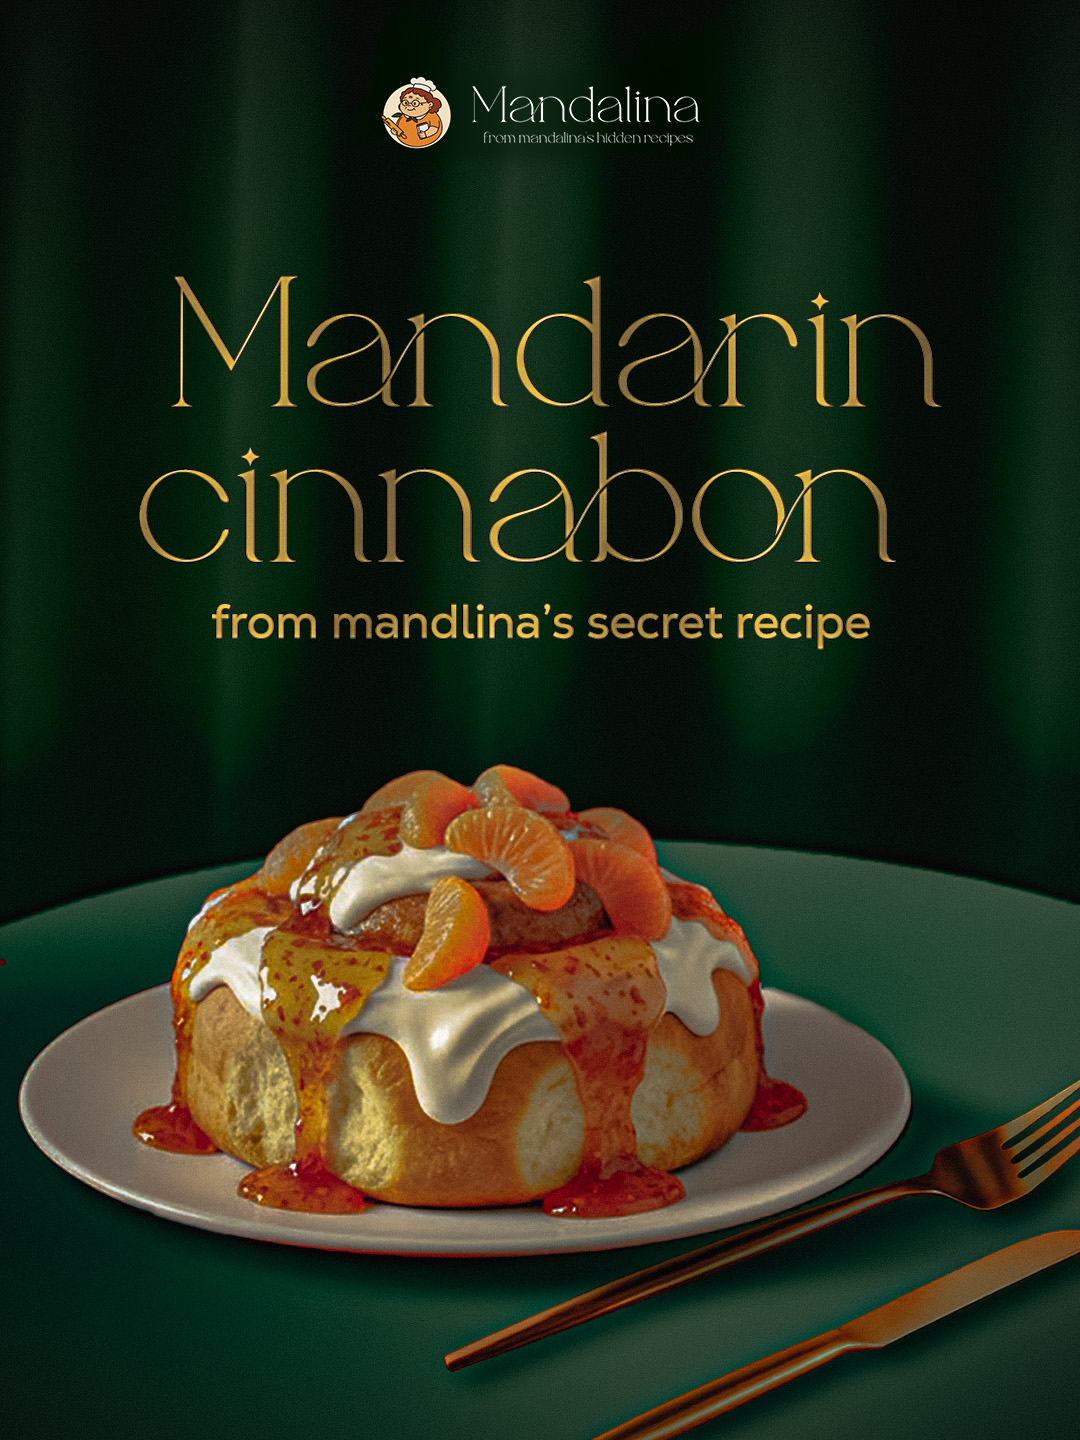 Mandalina
from mandalina's hidden recipes
Mandarin
cinnabon
from mandlina's secret recipe